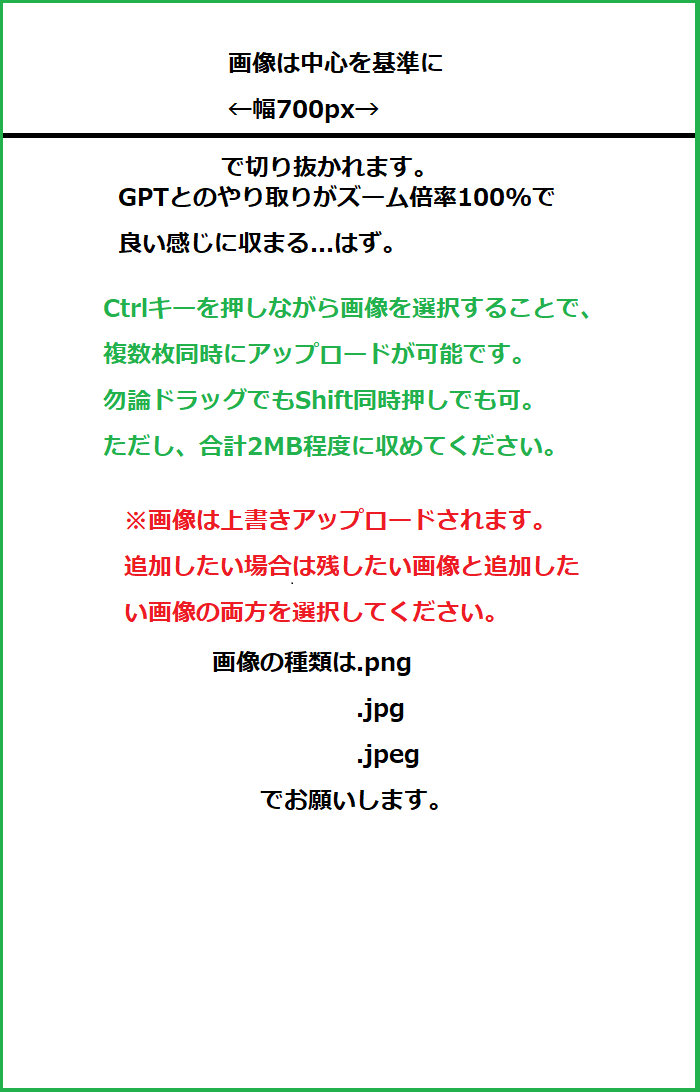 画像は中心を基準に
←幅700px→
で切り抜かれます。
GPTとのやり取りがズーム倍率100%で
良い感じに収まる...はず。
Ctrlキーを押しながら画像を選択することで、
複数枚同時にアップロードが可能です。
勿論ドラッグでもShift同時押しでも可。
ただし、合計2MB程度に収めてください。
※画像は上書きアップロードされます。
追加したい場合は残したい画像と追加した
い画像の両方を選択してください。
画像の種類は.png
.jpg
.jpeg
でお願いします。